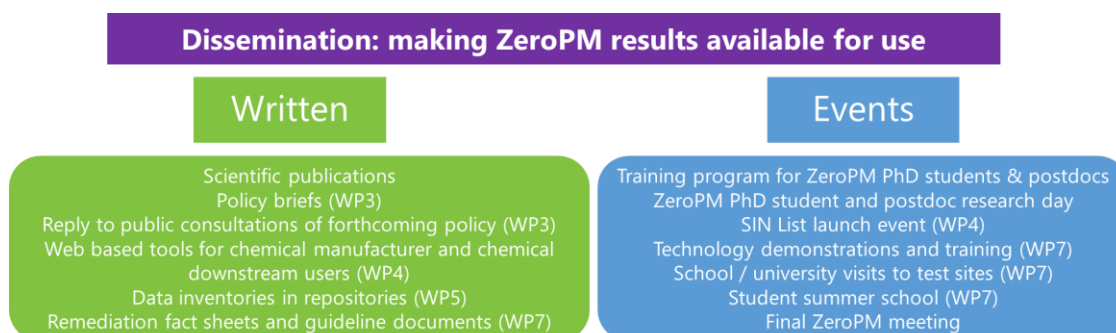 Dissemination: making ZeroPM results available for use
Written
Scientific publications
Policy briefs (WP3)
Reply to public consultations of forthcoming policy (WP3)
Web based tools for chemical manufacturer and chemical
downstream users (WP4)
Data inventories in repositories (WP5)
Remediation fact sheets and guideline documents (WP7)
Events
Training program for ZeroPM PhD students & postdocs
ZeroPM PhD student and postdoc research day
SIN List launch event (WP4)
Technology demonstrations and training (WP7)
School / university visits to test sites (WP7)
Student summer school (WP7)
Final ZeroPM meeting